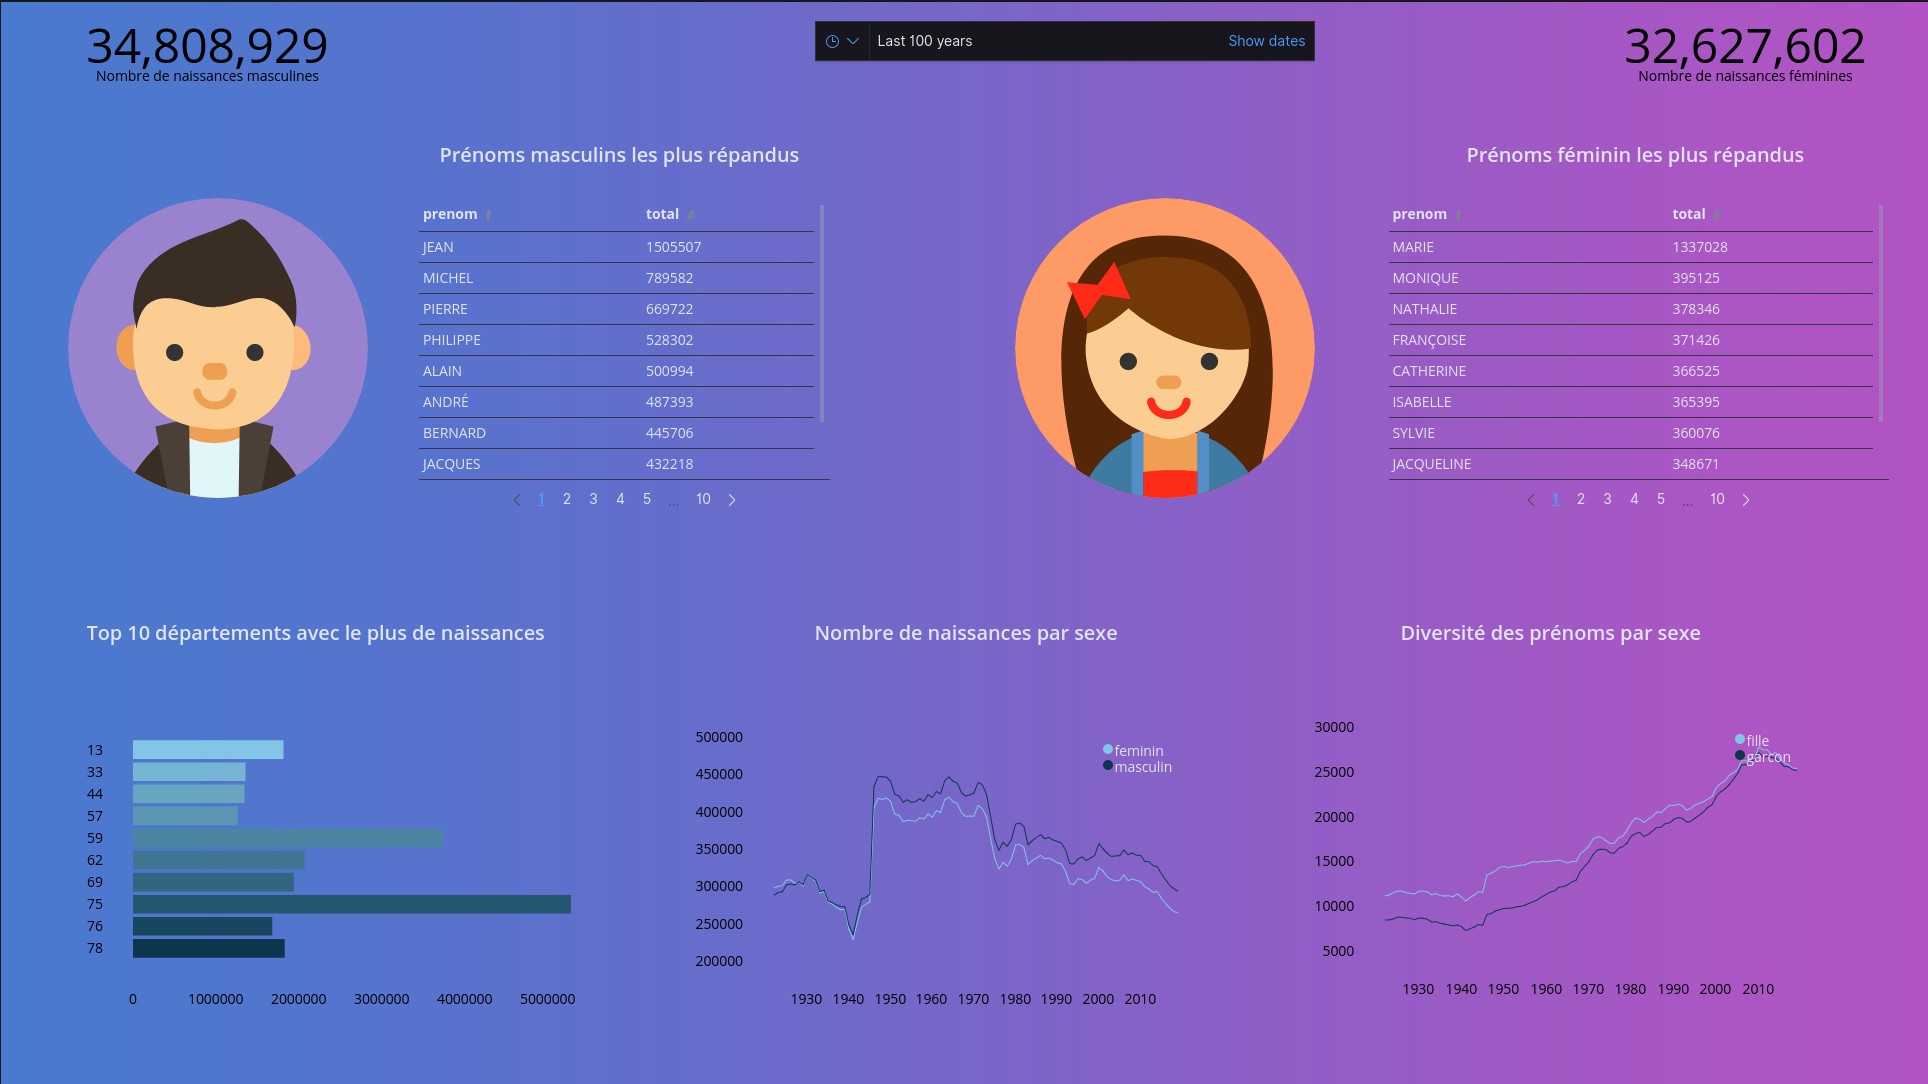 34,808,929
Nombre de naissances masculines
Last 100 years Show dates
32,627,602
Nombre de naissances féminines
Prénoms masculins les plus répandus
prenom t total #
JEAN 1505507
MICHEL 789582
PIERRE 669722
PHILIPPE 528302
ALAIN 500994
ANDRÉ 487393
BERNARD 445706
JACQUES 432218
1 2 3 4 5 ... 10
Prénoms féminin les plus répandus
prenom t total #
MARIE 1337028
MONIQUE 395125
NATHALIE 378346
FRANÇOISE 371426
CATHERINE 366525
ISABELLE 365395
SYLVIE 360076
JACQUELINE 348671
1 2 3 4 5 ... 10
Top 10 départements avec le plus de naissances
13
33
44
57
59
62
69
75
76
78
0 1000000 2000000 3000000 4000000 5000000
Nombre de naissances par sexe
500000
450000
400000
350000
300000
250000
200000
feminin
masculin
1930 1940 1950 1960 1970 1980 1990 2000 2010
Diversité des prénoms par sexe
30000
25000
20000
15000
10000
5000
fille
garcon
1930 1940 1950 1960 1970 1980 1990 2000 2010